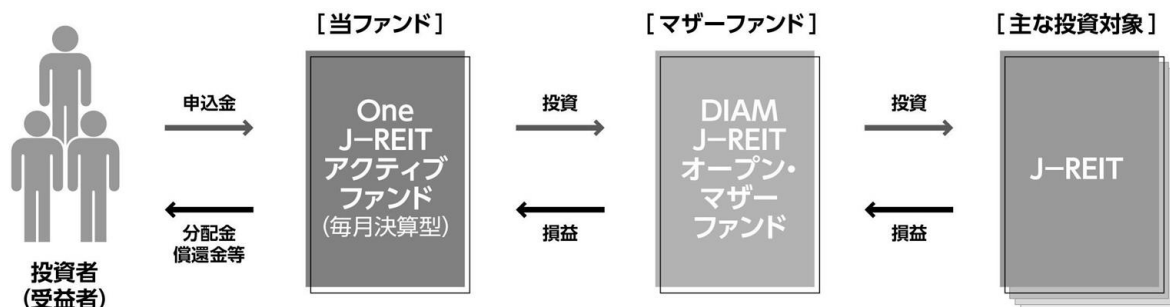 [当ファンド]
[マザーファンド]
[主な投資対象]
申込金
分配金
償還金等
投資者
(受益者)
One
J−REIT
アクティブ
ファンド
(毎月決算型)
投資
損益
DIAM
J−REIT
オープン・
マザー
ファンド
投資
損益
J−REIT